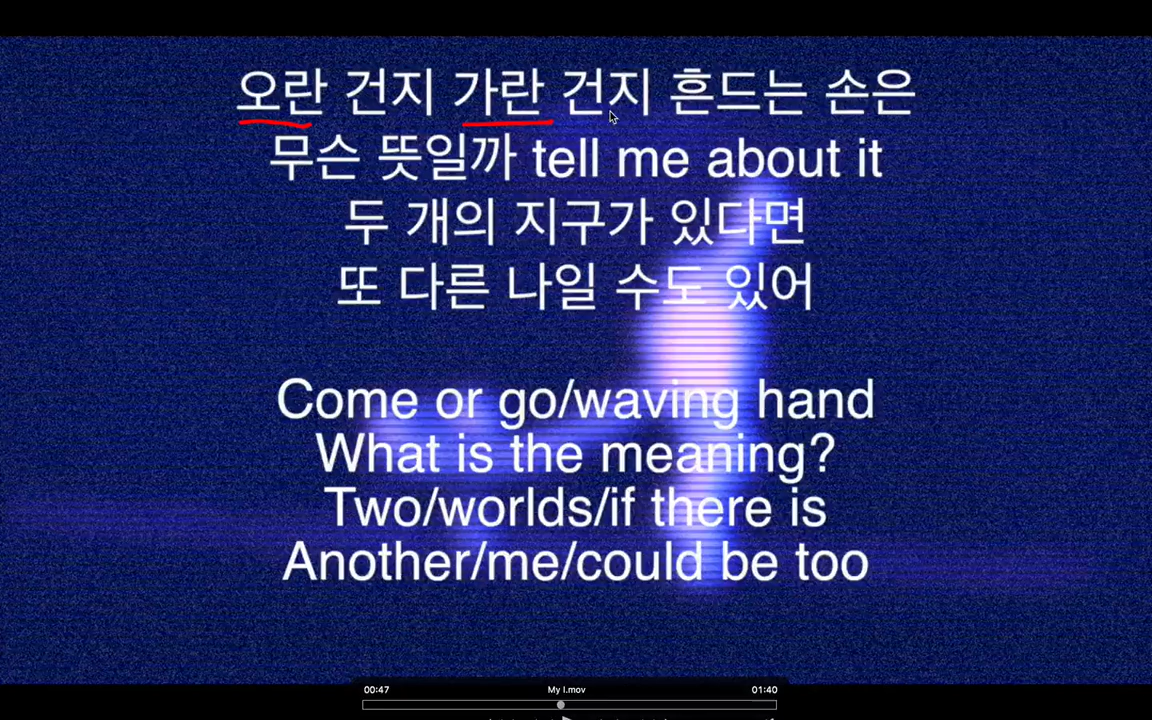 오란 건지 가란 건지 흔드는 손은
무슨 뜻일까 tell me about it
두 개의 지구가 있다면
또 다른 나일 수도 있어
Come or go/waving hand
What is the meaning?
Two/worlds/if there is
Another/me/could be too
00:47 My I.mov 01:40